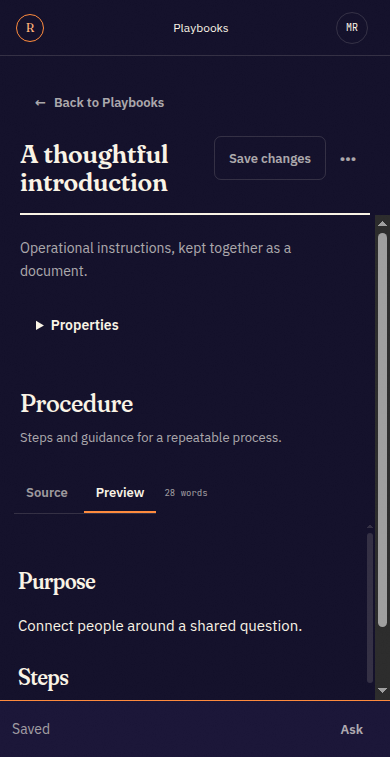 R
Playbooks
MR
← Back to Playbooks
A thoughtful
introduction
Save changes
•••
Operational instructions, kept together as a
document.
▶ Properties
Procedure
Steps and guidance for a repeatable process.
Source
Preview
28 words
Purpose
Connect people around a shared question.
Steps
Saved
Ask